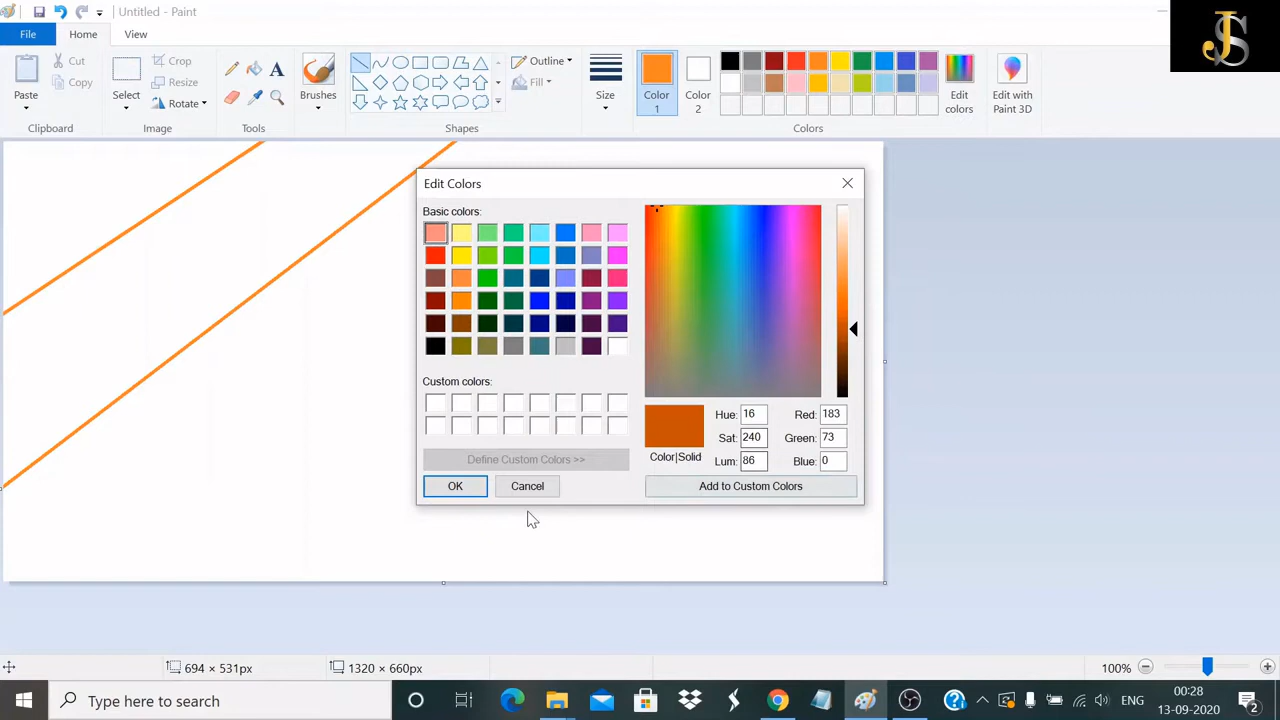 Untitled - Paint
File
Home
View
Paste
Cut
Copy
Clipboard
Select
Crop
Resize
Rotate
Image
A
Tools
Brushes
Outline
Fill
Shapes
Size
Color
1
Color
2
Edit
colors
Colors
Edit with
Paint 3D
JS
Edit Colors
Basic colors:
Custom colors:
Define Custom Colors >>
OK
Cancel
Color|Solid
Hue: 16
Sat: 240
Lum: 86
Red: 183
Green: 73
Blue: 0
Add to Custom Colors
694 × 531px
1320 × 660px
100%
Type here to search
ENG
00:28
13-09-2020
2